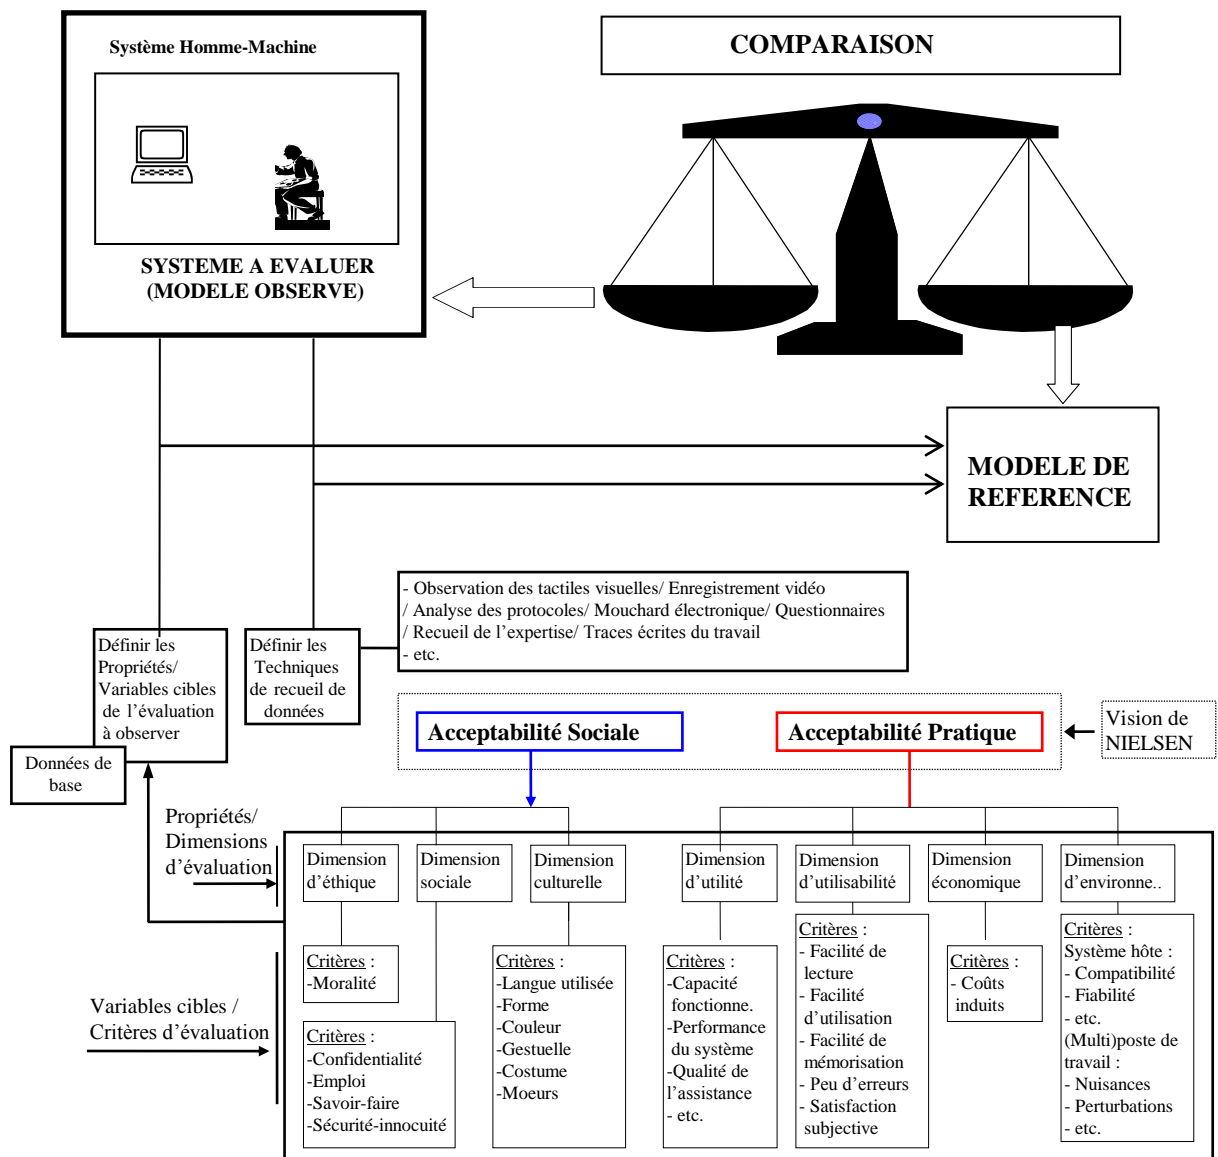 Système Homme-Machine
SYSTEME A EVALUER
(MODELE OBSERVE)
COMPARAISON
MODELE DE
REFERENCE
- Observation des tactiles visuelles/ Enregistrement vidéo
/ Analyse des protocoles/ Mouchard électronique/ Questionnaires
/ Recueil de l'expertise/ Traces écrites du travail
- etc.
Définir les
Propriétés/
Variables cibles
de l'évaluation
à observer
Définir les
Techniques
de recueil de
données
Données de
base
Acceptabilité Sociale
Acceptabilité Pratique
Vision de
NIELSEN
Propriétés/
Dimensions
d'évaluation
Dimension
d'éthique
Dimension
sociale
Dimension
culturelle
Dimension
d'utilité
Dimension
d'utilisabilité
Dimension
économique
Dimension
d'environne..
Variables cibles /
Critères d'évaluation
Critères :
-Moralité
Critères :
-Confidentialité
-Emploi
-Savoir-faire
-Sécurité-innocuité
Critères :
-Langue utilisée
-Forme
-Couleur
-Gestuelle
-Costume
-Moeurs
Critères :
-Capacité
fonctionne.
-Performance
du système
-Qualité de
l'assistance
- etc.
Critères :
- Facilité de
lecture
- Facilité
d'utilisation
- Facilité de
mémorisation
- Peu d'erreurs
- Satisfaction
subjective
Critères :
- Coûts
induits
Critères :
Système hôte :
- Compatibilité
- Fiabilité
- etc.
(Multi)poste de
travail :
- Nuisances
- Perturbations
- etc.